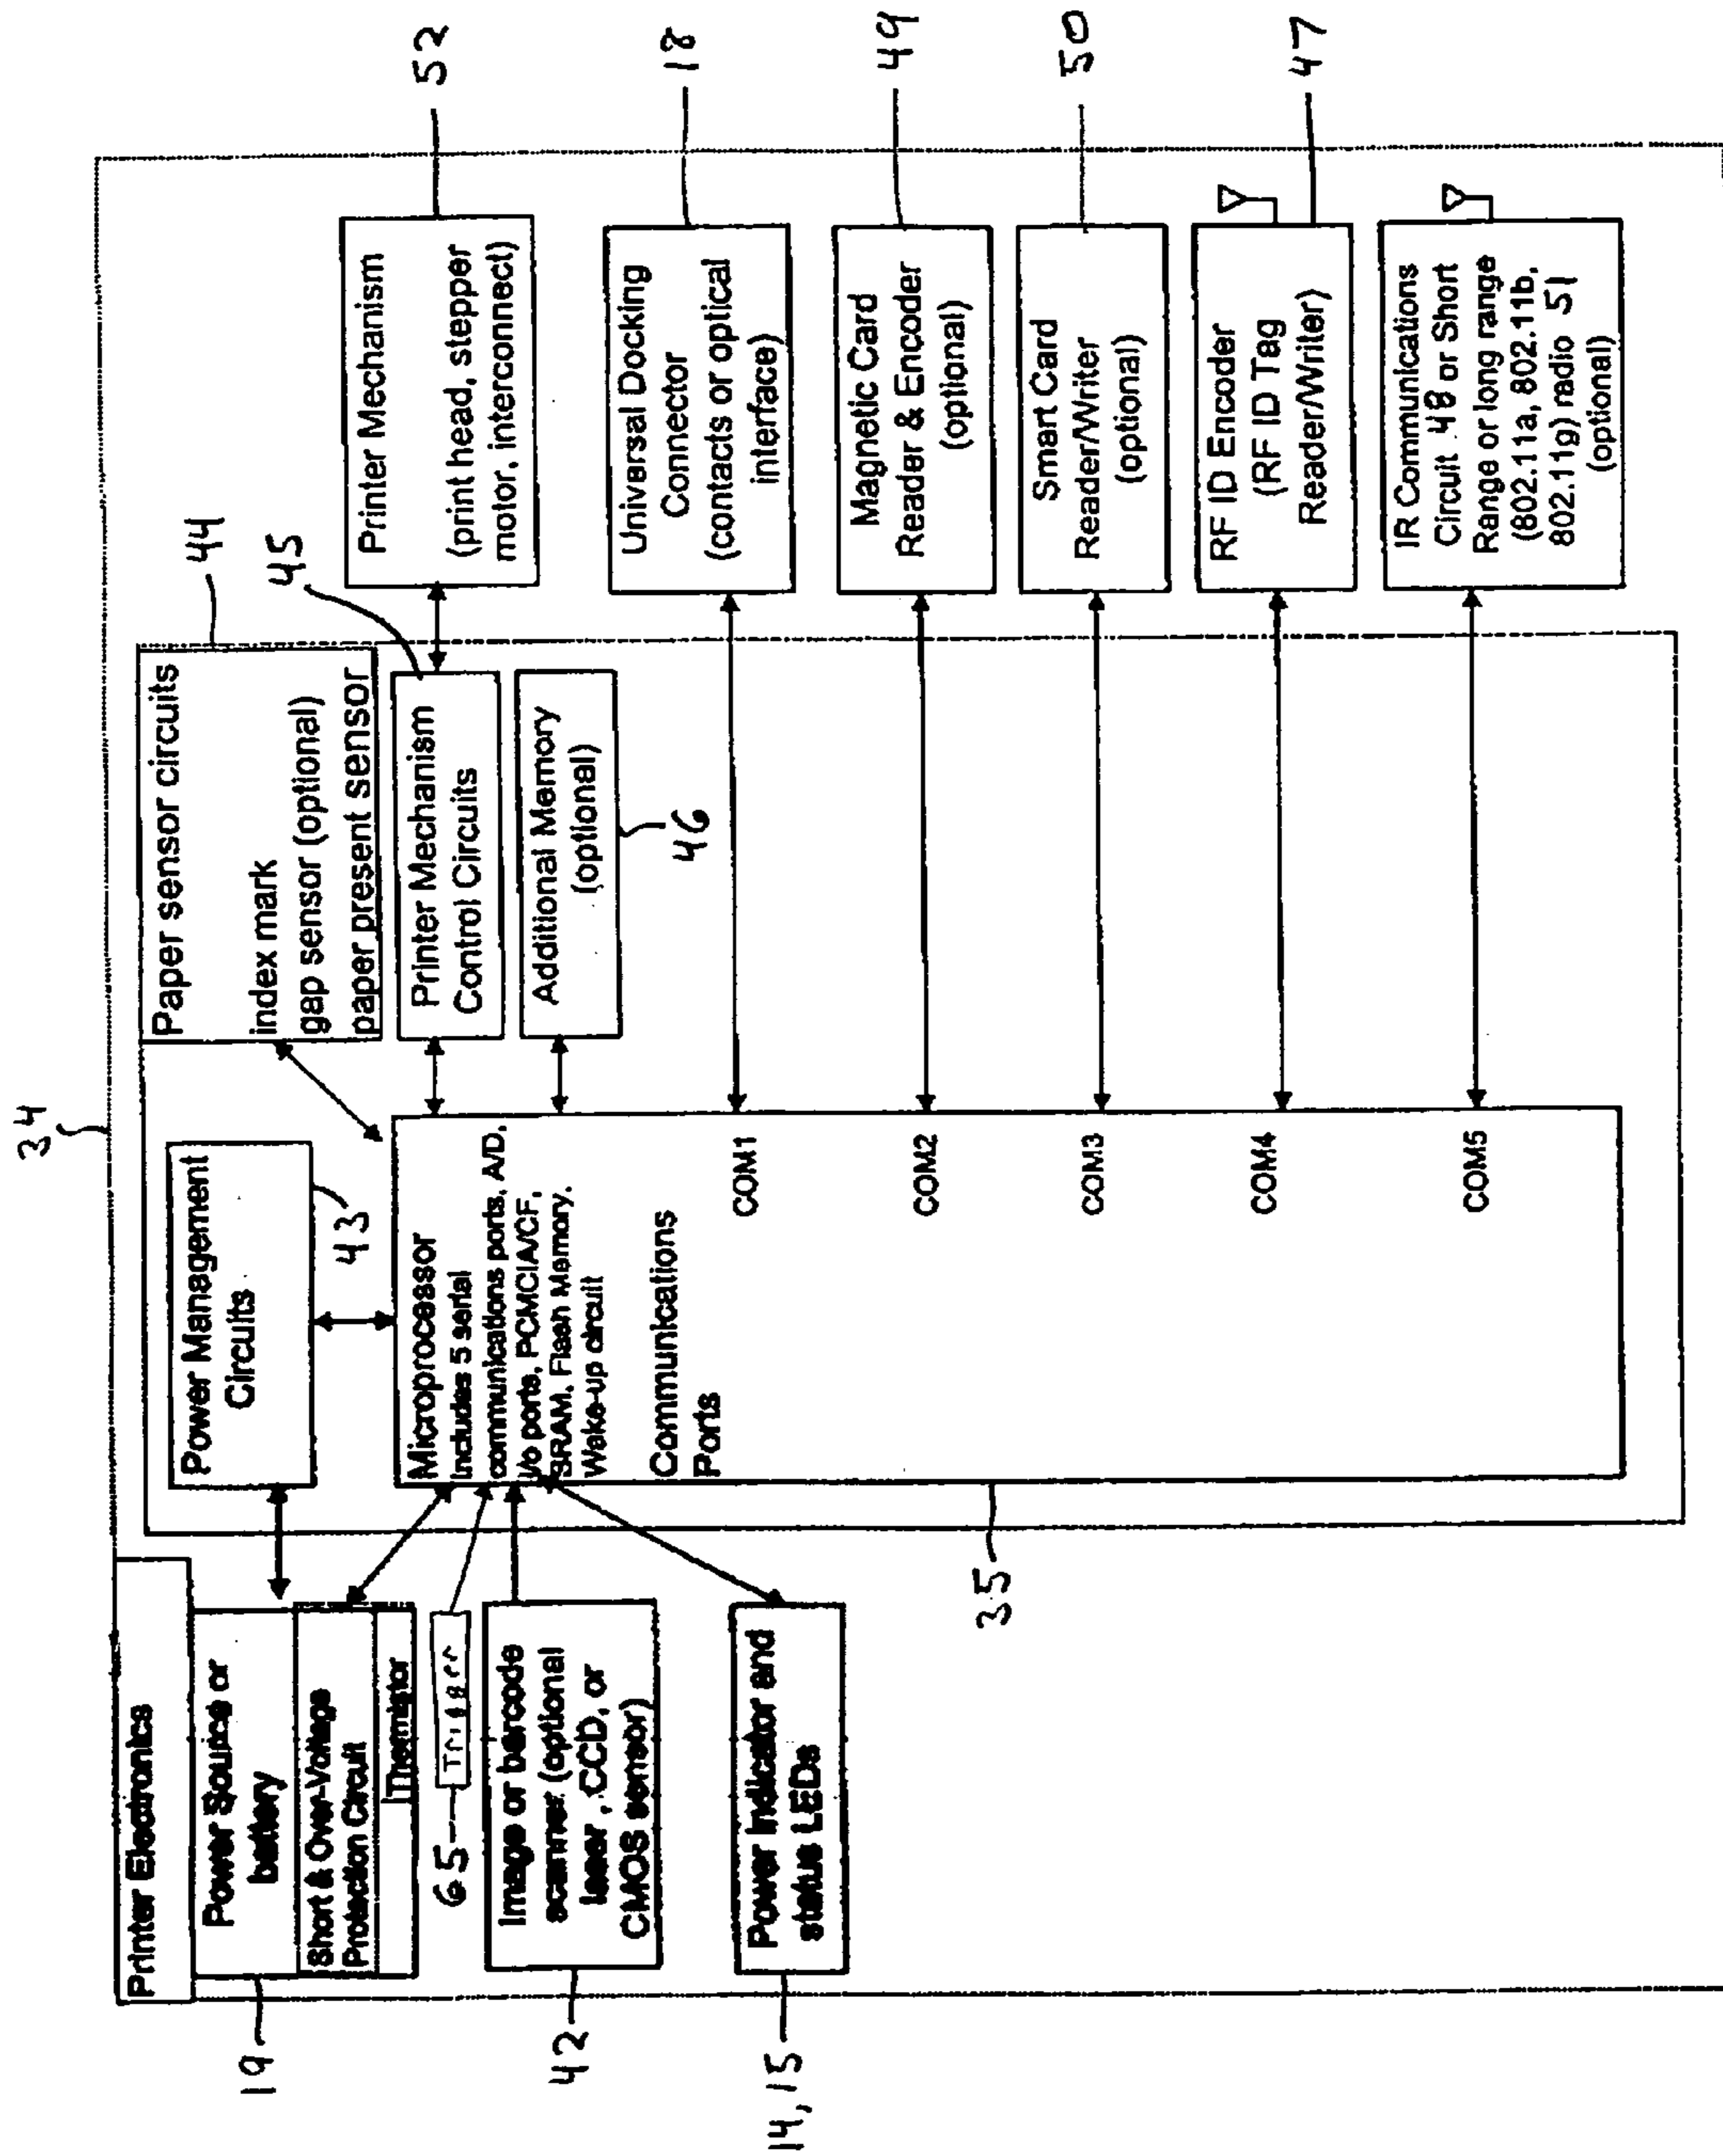 34
Printer Electronics
Power Source or
battery
Short & Over-Voltage
Protection Circuit
Thermistor
19
65
Trigger
Image or barcode
scanner (optional
laser, CCD, or
CMOS sensor)
42
Power Indicator and
status LEDs
14, 15
Power Management
Circuits
43
Microprocessor
Includes 5 serial
communications ports, A/D,
I/o ports, PCMCIA/CF,
SRAM, Flash Memory.
Wake-up circuit
Communications
Ports
COM1
COM2
COM3
COM4
COM5
35
Paper sensor circuits
index mark
gap sensor (optional)
paper present sensor
44
Printer Mechanism
Control Circuits
45
Additional Memory
(optional)
46
Printer Mechanism
(print head, stepper
motor, interconnect)
52
Universal Docking
Connector
(contacts or optical
interface)
18
Magnetic Card
Reader & Encoder
(optional)
49
Smart Card
Reader/Writer
(optional)
50
RF ID Encoder
(RF ID Tag
Reader/Writer)
47
IR Communications
Circuit 48 or Short
Range or long range
(802.11a, 802.11b,
802.11g) radio 51
(optional)